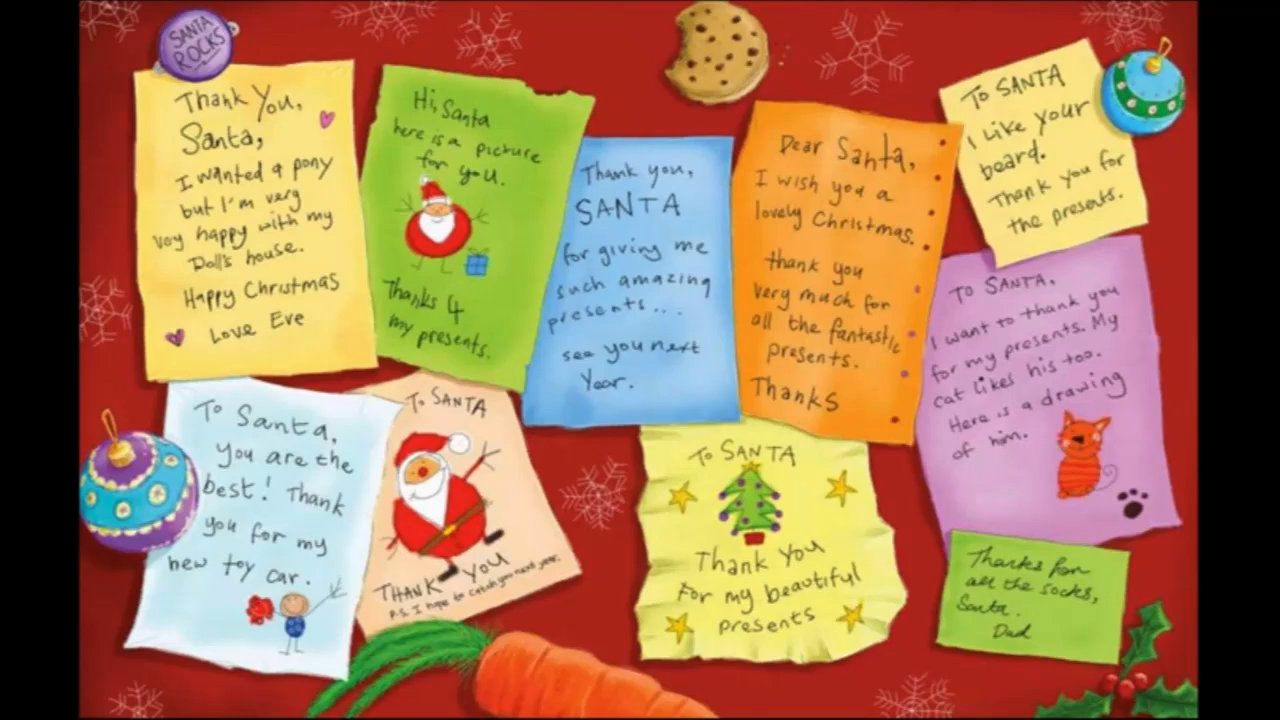 SANTA
ROCKS
Thank You,
Santa,
I wanted a pony
but I'm very
very happy with my
Doll's house.
Happy Christmas
Love Eve
Hi, Santa
here is a picture
for you.
Thanks 4
my presents.
Thank you,
SANTA
for giving me
such amazing
presents...
see you next
Year.
Dear Santa,
I wish you a
lovely Christmas.
thank you
very much for
all the fantastic
presents.
Thanks
To SANTA
I Like your
beard.
Thank you for
the presents.
To SANTA,
I want to thank you
for my presents. My
cat likes his too.
Here is a drawing
of him.
To Santa,
you are the
best! Thank
you for my
new toy car.
To SANTA
THANK YOU
P.S. I hope to catch you next year.
To SANTA
Thank You
For my beautiful
presents
Thanks for
all the socks,
Santa.
Dad